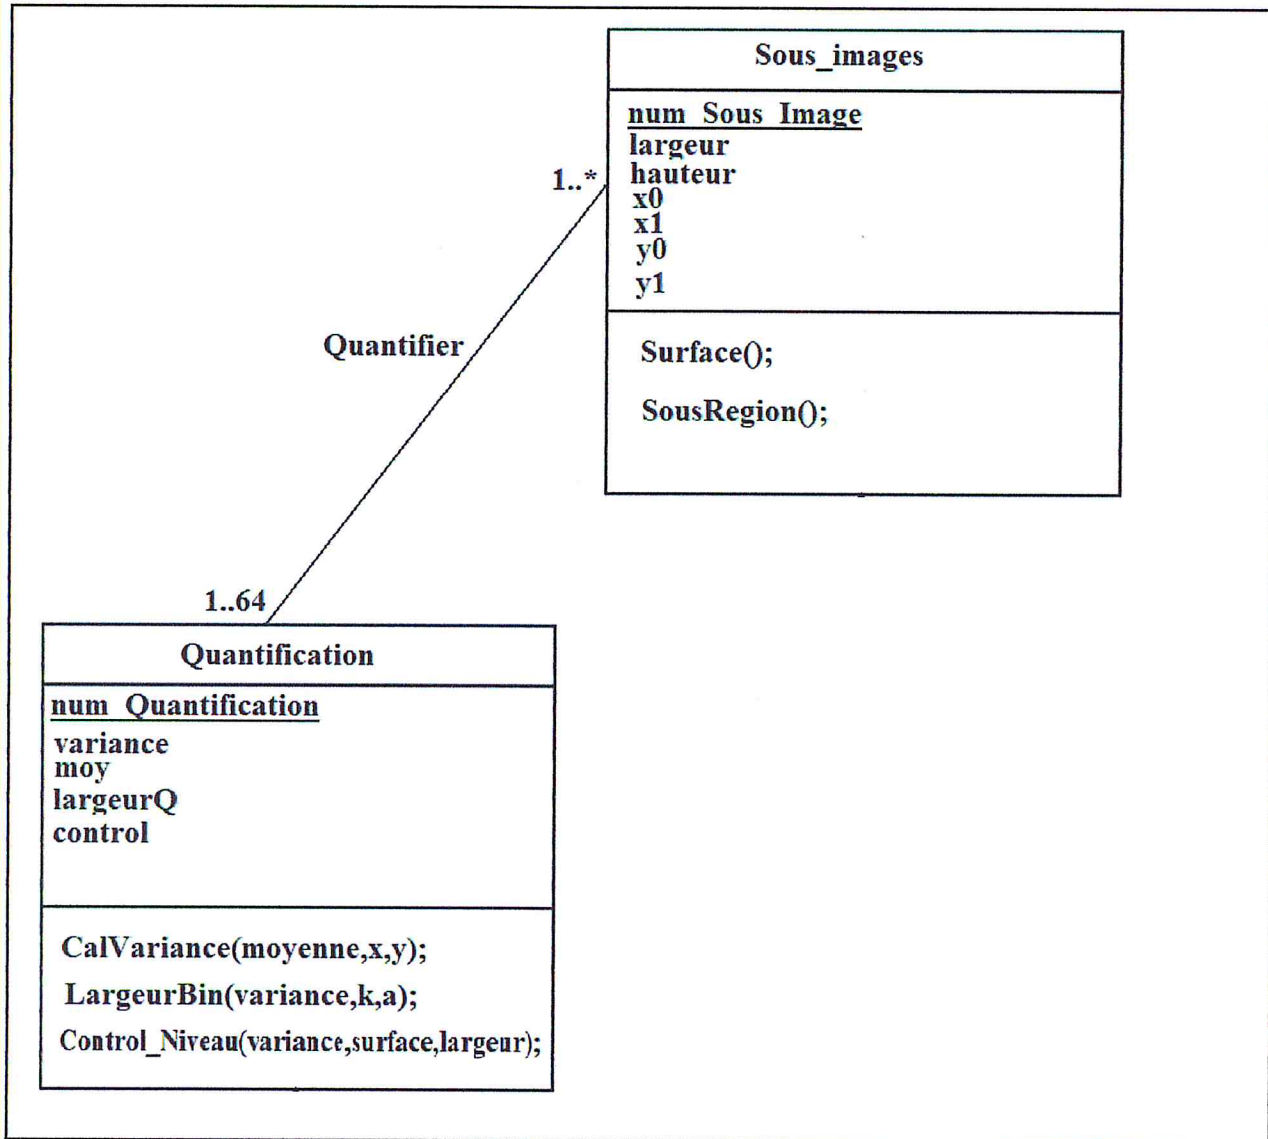 Sous_images
num_Sous_Image
largeur
hauteur
x0
x1
y0
y1
Surface();
SousRegion();
1..*
Quantifier
1..64
Quantification
num_Quantification
variance
moy
largeurQ
control
CalVariance(moyenne,x,y);
LargeurBin(variance,k,a);
Control_Niveau(variance,surface,largeur);